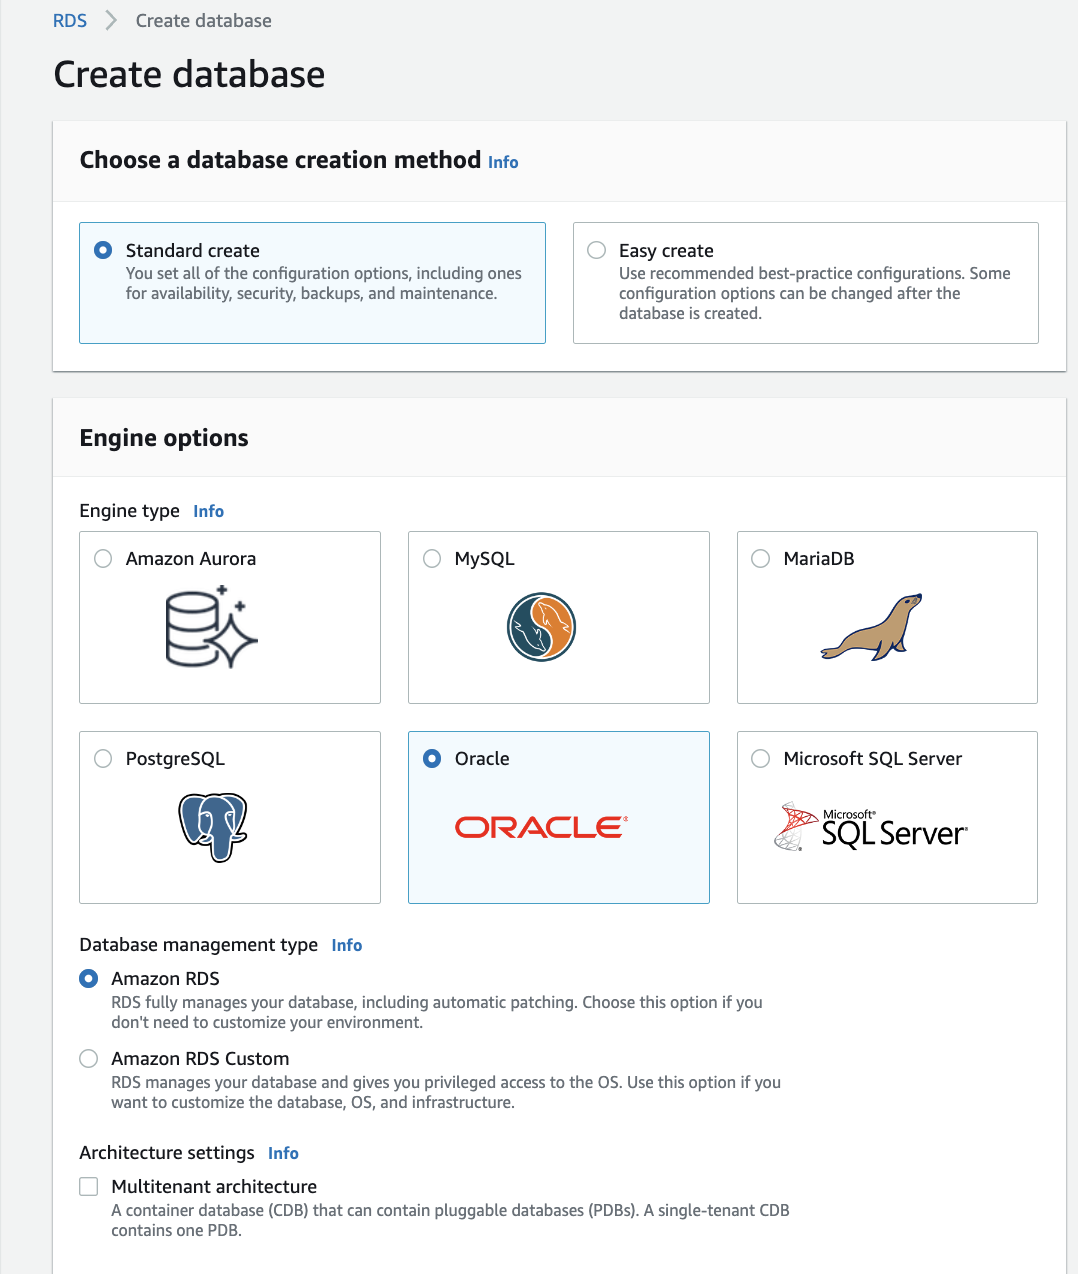 RDS > Create database
Create database
Choose a database creation method Info
Standard create
You set all of the configuration options, including ones
for availability, security, backups, and maintenance.
Easy create
Use recommended best-practice configurations. Some
configuration options can be changed after the
database is created.
Engine options
Engine type Info
Amazon Aurora
MySQL
MariaDB
PostgreSQL
Oracle
ORACLE®
Microsoft SQL Server
Microsoft®
SQL Server®
Database management type Info
Amazon RDS
RDS fully manages your database, including automatic patching. Choose this option if you
don't need to customize your environment.
Amazon RDS Custom
RDS manages your database and gives you privileged access to the OS. Use this option if you
want to customize the database, OS, and infrastructure.
Architecture settings Info
Multitenant architecture
A container database (CDB) that can contain pluggable databases (PDBs). A single-tenant CDB
contains one PDB.